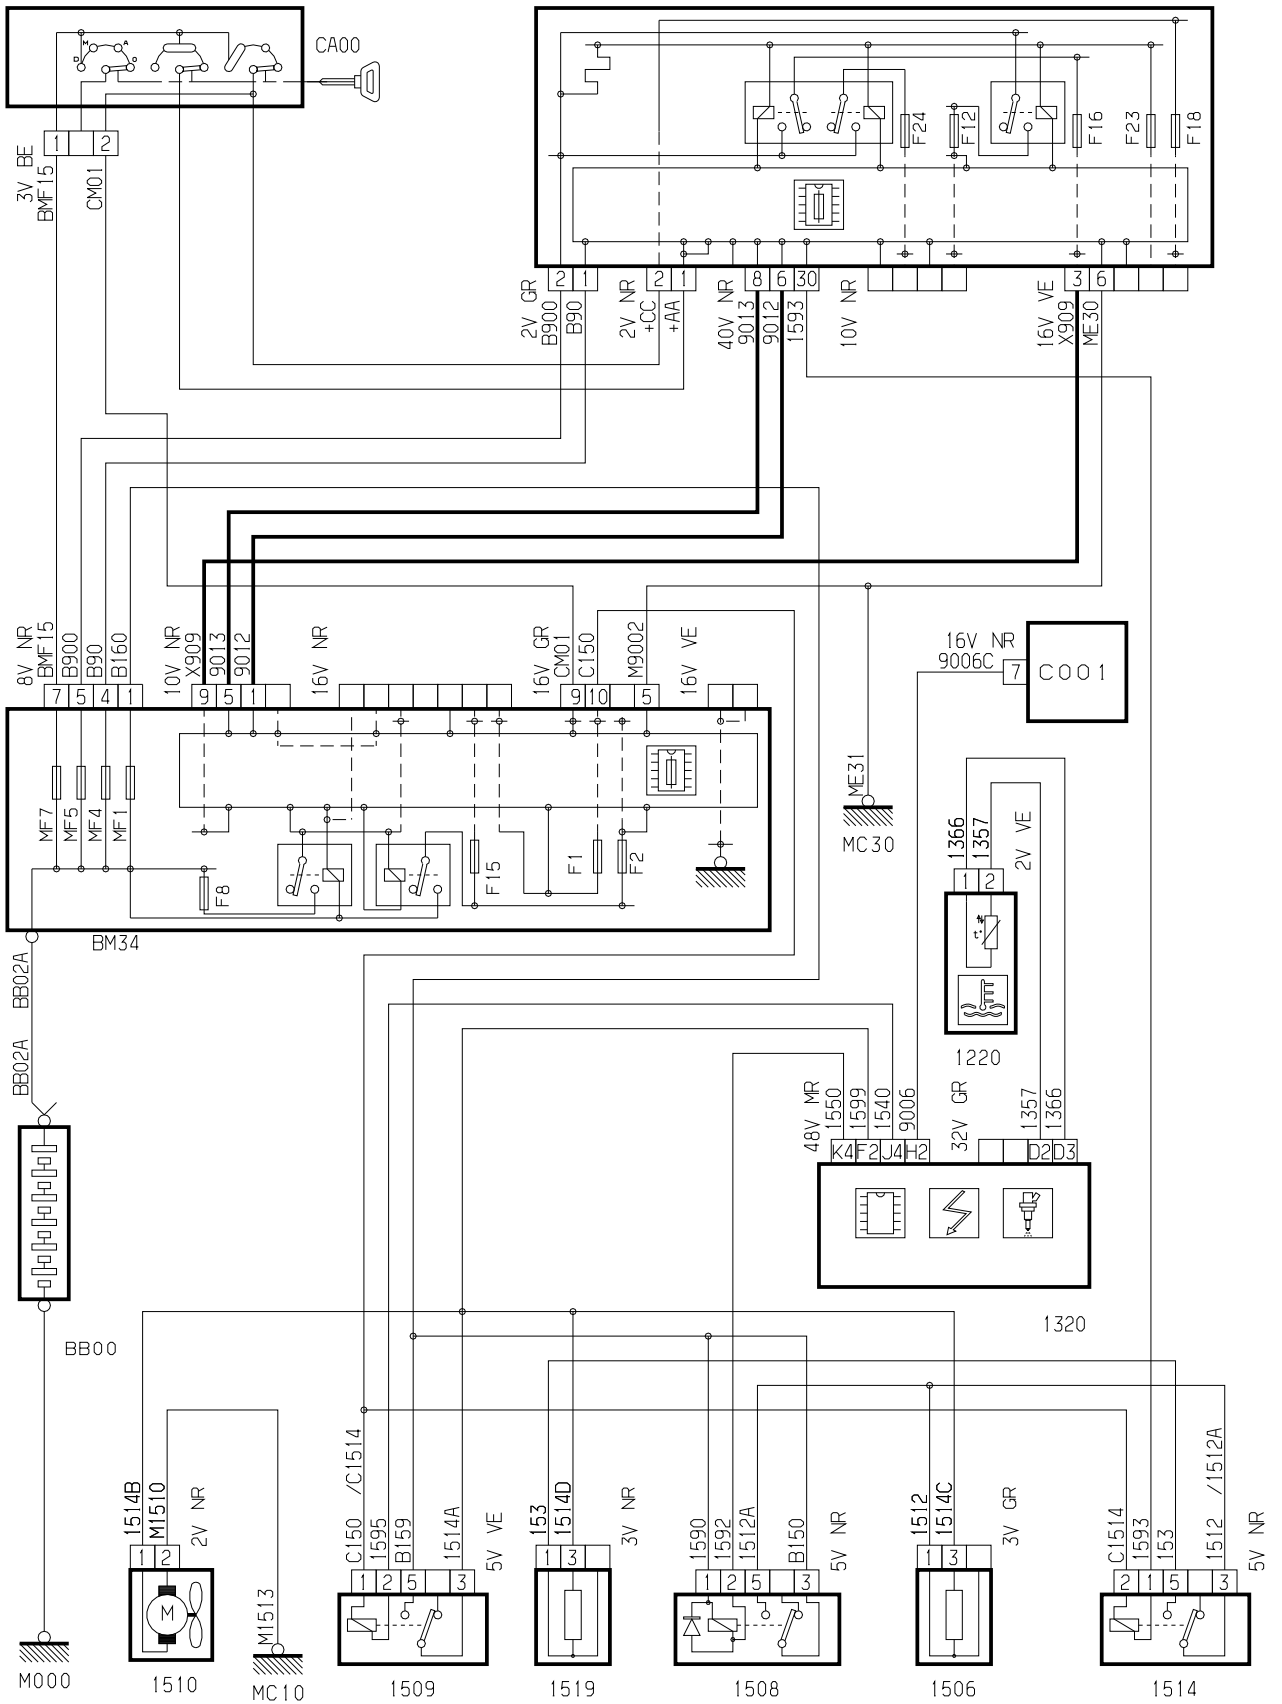 CA00
M
A
D
O
1
2
3V BE
BMF15
CM01
F24
F12
F16
F23
F18
2
1
2
1
8
6
30
3
6
2V GR
B900
B90
2V NR
+CC
+AA
40V NR
9013
9012
1593
10V NR
16V VE
X909
ME30
8V NR
BMF15
B900
B90
B160
10V NR
X909
9013
9012
16V NR
16V GR
CM01
C150
M9002
16V VE
7
5
4
1
9
5
1
9
10
5
16V NR
9006C
7
C001
MF7
MF5
MF4
MF1
F8
F15
F1
F2
BM34
ME31
MC30
1366
1357
2V VE
1
2
t°
1220
BB02A
BB02A
48V MR
1550
1599
1540
9006
32V GR
1357
1366
K4
F2
J4
H2
D2
D3
1320
BB00
M000
1514B
M1510
2V NR
1
2
M
1510
M1513
MC10
C150 /C1514
1595
B159
1514A
5V VE
1
2
5
3
1509
153
1514D
3V NR
1
3
1519
1590
1592
1512A
B150
5V NR
1
2
5
3
1508
1512
1514C
3V GR
1
3
1506
C1514
1593
153
1512 /1512A
5V NR
2
1
5
3
1514